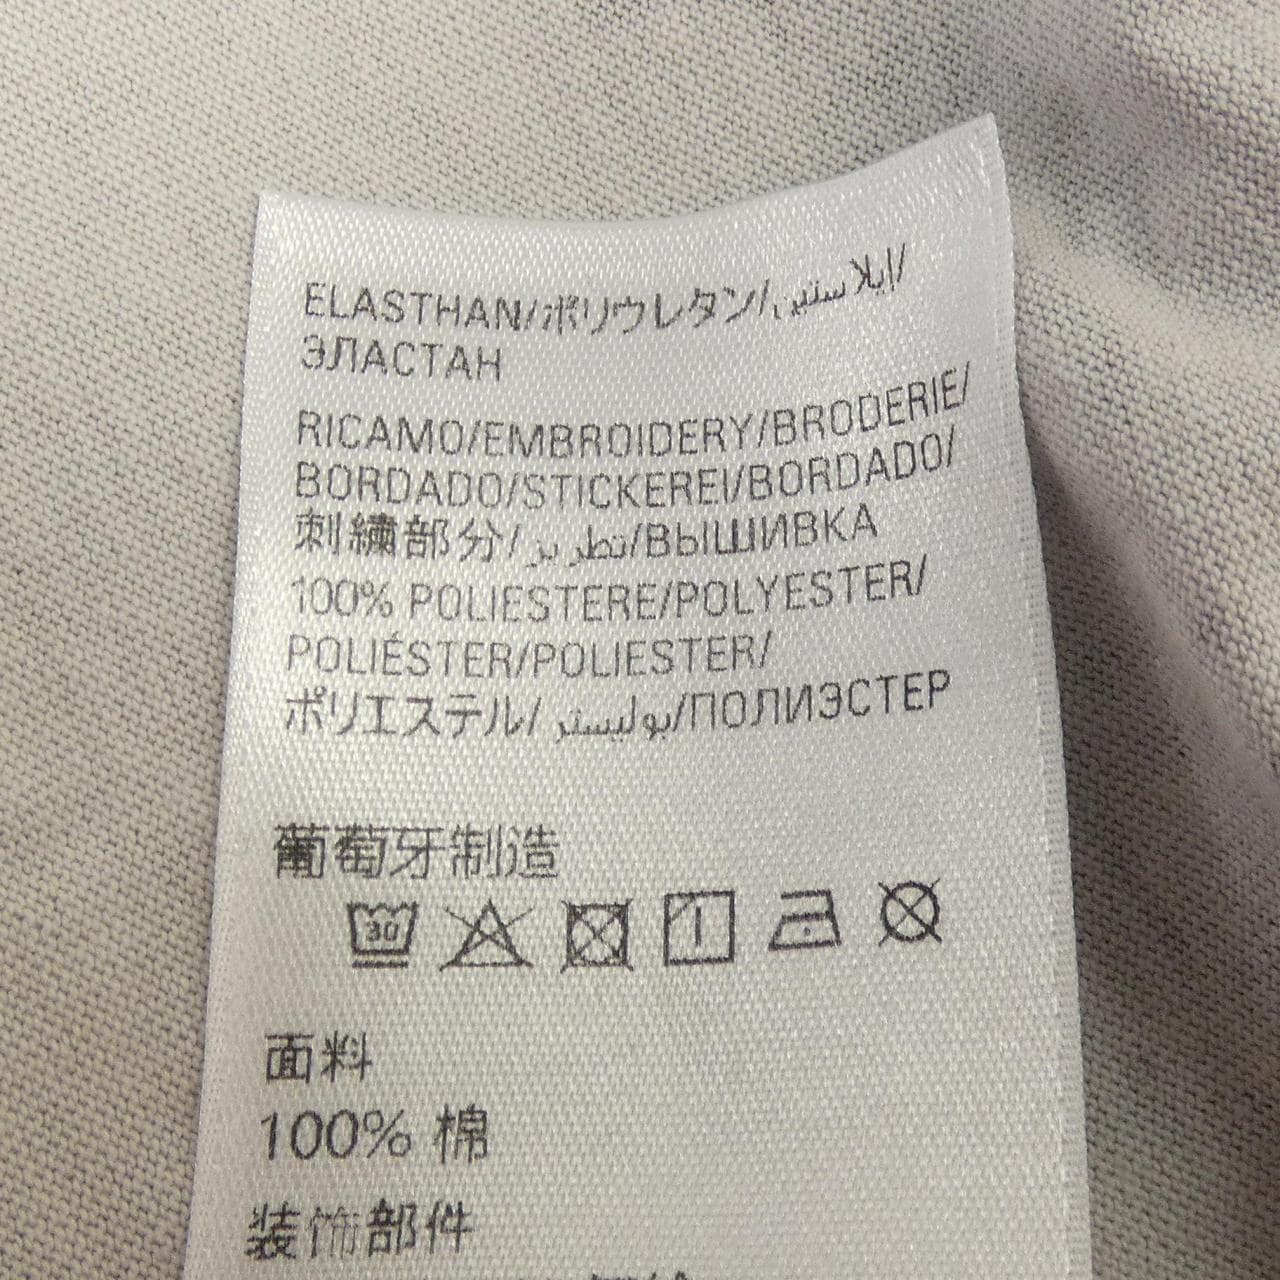 ELASTHAN/ポリウレタン/إيلاستين/
ЭЛАСТАН
RICAMO/EMBROIDERY/BRODERIE/
BORDADO/STICKEREI/BORDADO/
刺繍部分/تطريز/ВЫШИВКА
100% POLIESTERE/POLYESTER/
POLIÉSTER/POLIESTER/
ポリエステル/بوليستر/ПОЛИЭСТЕР
葡萄牙制造
30
面料
100% 棉
装饰部件